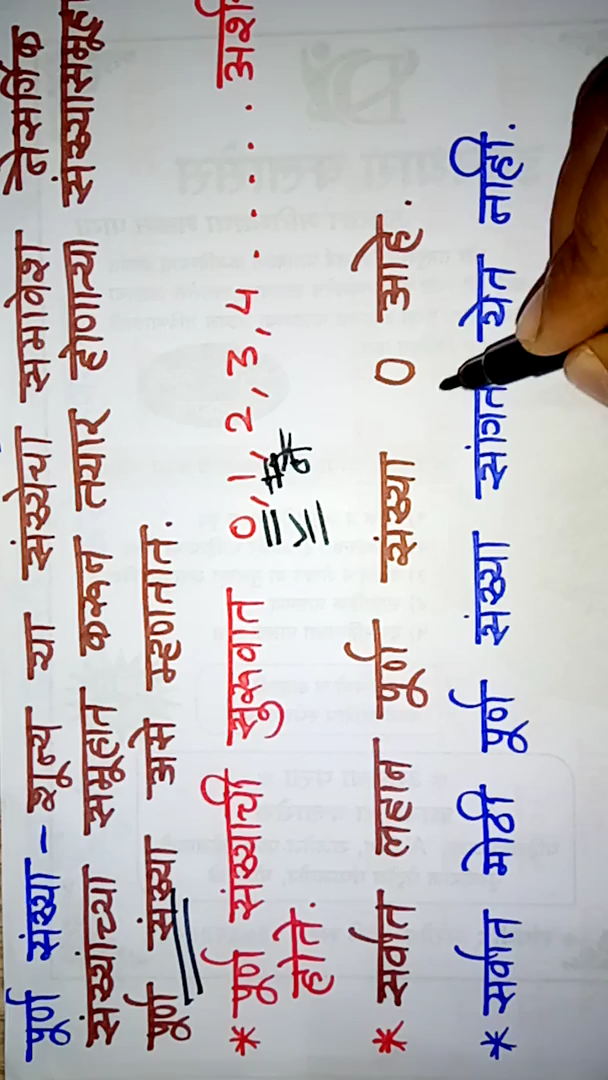 पूर्ण संख्या – शून्य या संख्येचा समावेश नैसर्गिक
संख्यांच्या समूहात करून तयार होणाऱ्या संख्यासमूहा
पूर्ण संख्या असे म्हणतात.
* पूर्ण संख्यांची सुरुवात 0, 1, 2, 3, 4 . . . . . . . अशी
होते.
* सर्वात लहान पूर्ण संख्या 0 आहे.
* सर्वात मोठी पूर्ण संख्या सांगता येत नाही.